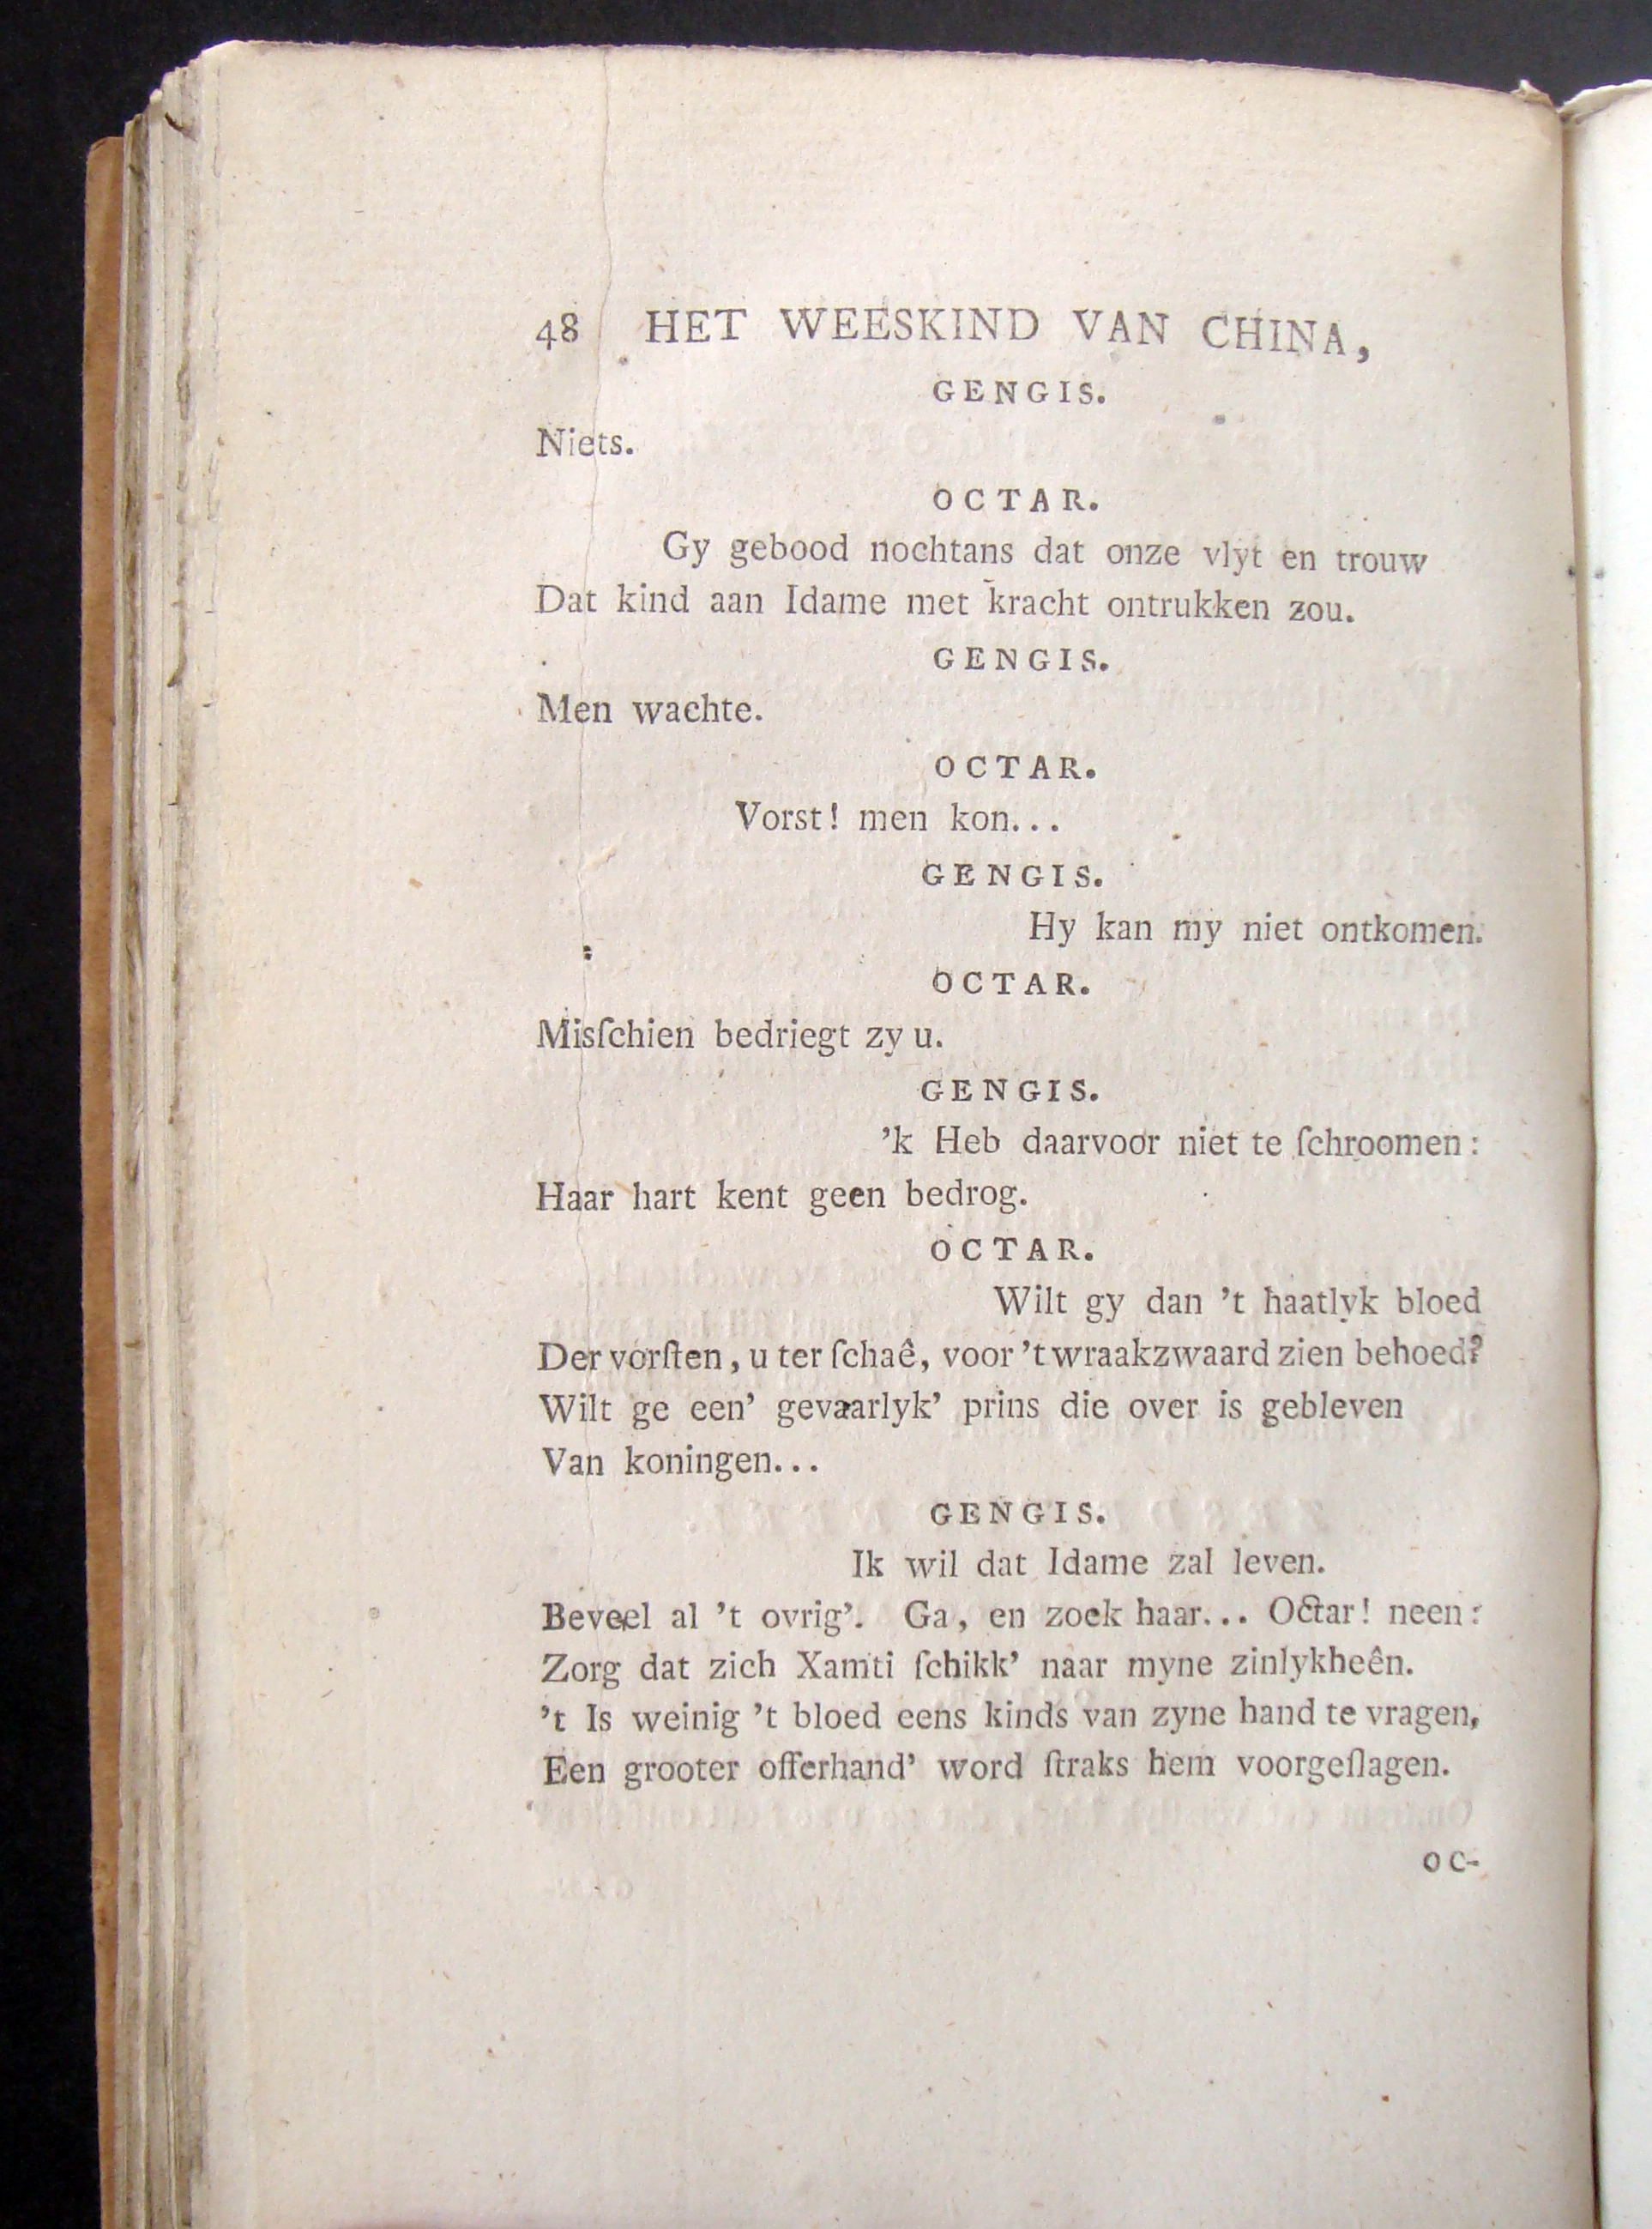 48 HET WEESKIND VAN CHINA,
GENGIS.
Niets.
OCTAR.
Gy gebood nochtans dat onze vlyt en trouw
Dat kind aan Idame met kracht ontrukken zou.
GENGIS.
Men wachte.
OCTAR.
Vorst! men kon...
GENGIS.
Hy kan my niet ontkomen.
OCTAR.
Misſchien bedriegt zy u.
GENGIS.
’k Heb daarvoor niet te ſchroomen:
Haar hart kent geen bedrog.
OCTAR.
Wilt gy dan ’t haatlyk bloed
Der vorſten, u ter ſchaê, voor ’t wraakzwaard zien behoed?
Wilt ge een’ gevaarlyk’ prins die over is gebleven
Van koningen...
GENGIS.
Ik wil dat Idame zal leven.
Beveel al ’t ovrig’. Ga, en zoek haar... Octar! neen:
Zorg dat zich Xamti ſchikk’ naar myne zinlykheên.
’t Is weinig ’t bloed eens kinds van zyne hand te vragen,
Een grooter offerhand’ word ſtraks hem voorgeſlagen.
OC-